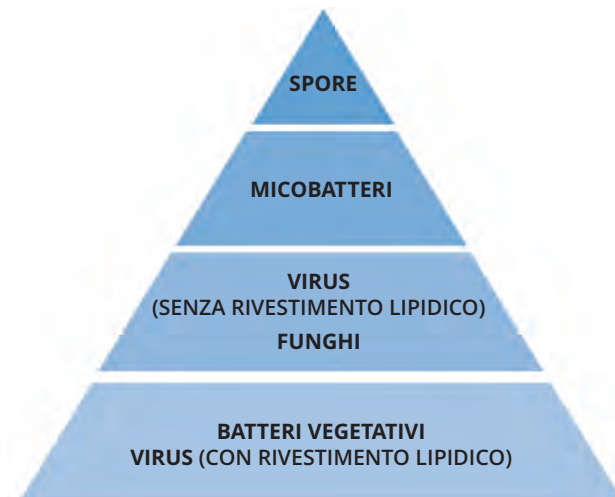 SPORE
MICOBATTERI
VIRUS
(SENZA RIVESTIMENTO LIPIDICO)
FUNGHI
BATTERI VEGETATIVI
VIRUS (CON RIVESTIMENTO LIPIDICO)